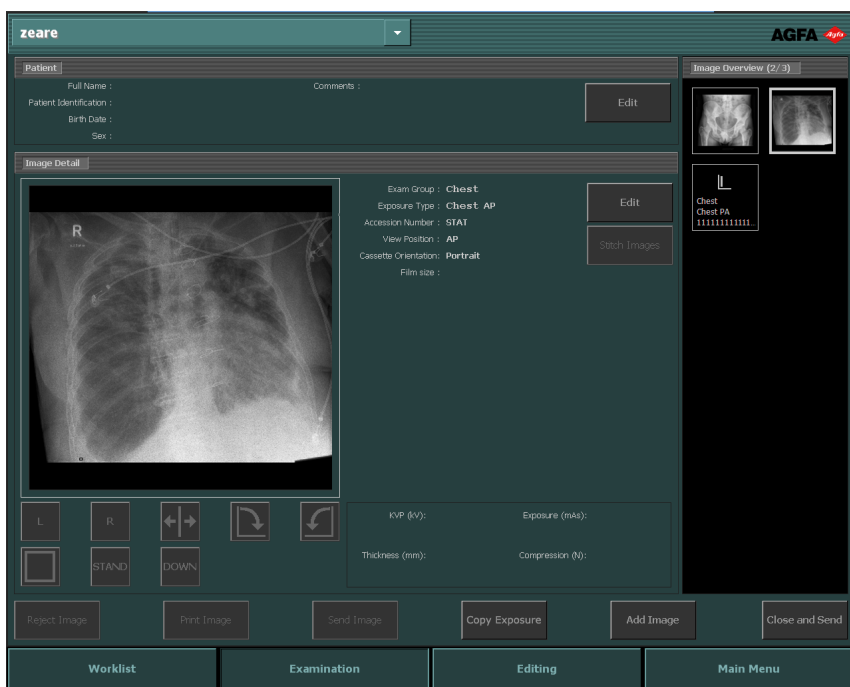 zeare
AGFA Agfa
Patient
Full Name :
Comments :
Patient Identification :
Birth Date :
Sex :
Edit
Image Overview (2/3)
Chest
Chest PA
111111111111...
Image Detail
R
Exam Group : Chest
Exposure Type : Chest AP
Accession Number : STAT
View Position : AP
Cassette Orientation: Portrait
Film size :
Edit
Stitch Images
L
R
STAND
DOWN
KVP (kV):
Exposure (mAs):
Thickness (mm):
Compression (N):
Reject Image
Print Image
Send Image
Copy Exposure
Add Image
Close and Send
Worklist
Examination
Editing
Main Menu